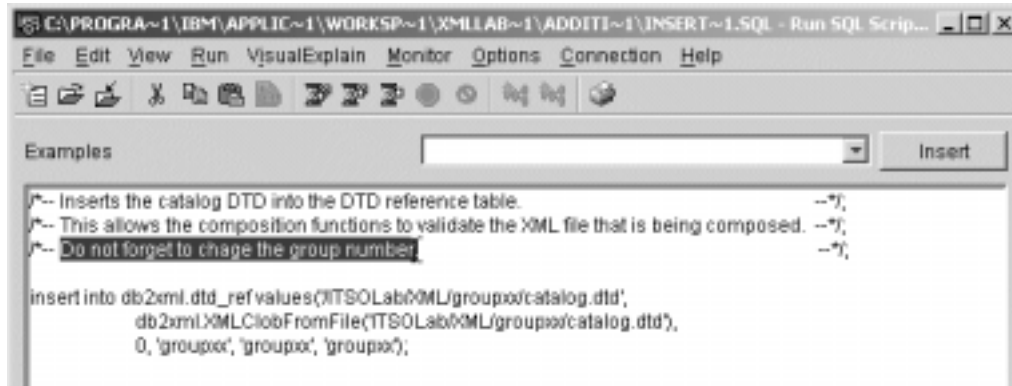 C:\PROGRA~1\IBM\APPLIC~1\WORKSP~1\XMLLAB~1\ADDITI~1\INSERT~1.SQL - Run SQL Scrip...
File Edit View Run VisualExplain Monitor Options Connection Help
Examples Insert
/*-- Inserts the catalog DTD into the DTD reference table. --*/;
/*-- This allows the composition functions to validate the XML file that is being composed. --*/;
/*-- Do not forget to chage the group number --*/;
insert into db2xml.dtd_ref values('/ITSOLab/XML/groupxx/catalog.dtd',
db2xml.XMLClobFromFile('/ITSOLab/XML/groupxx/catalog.dtd'),
0, 'groupxx', 'groupxx', 'groupxx');